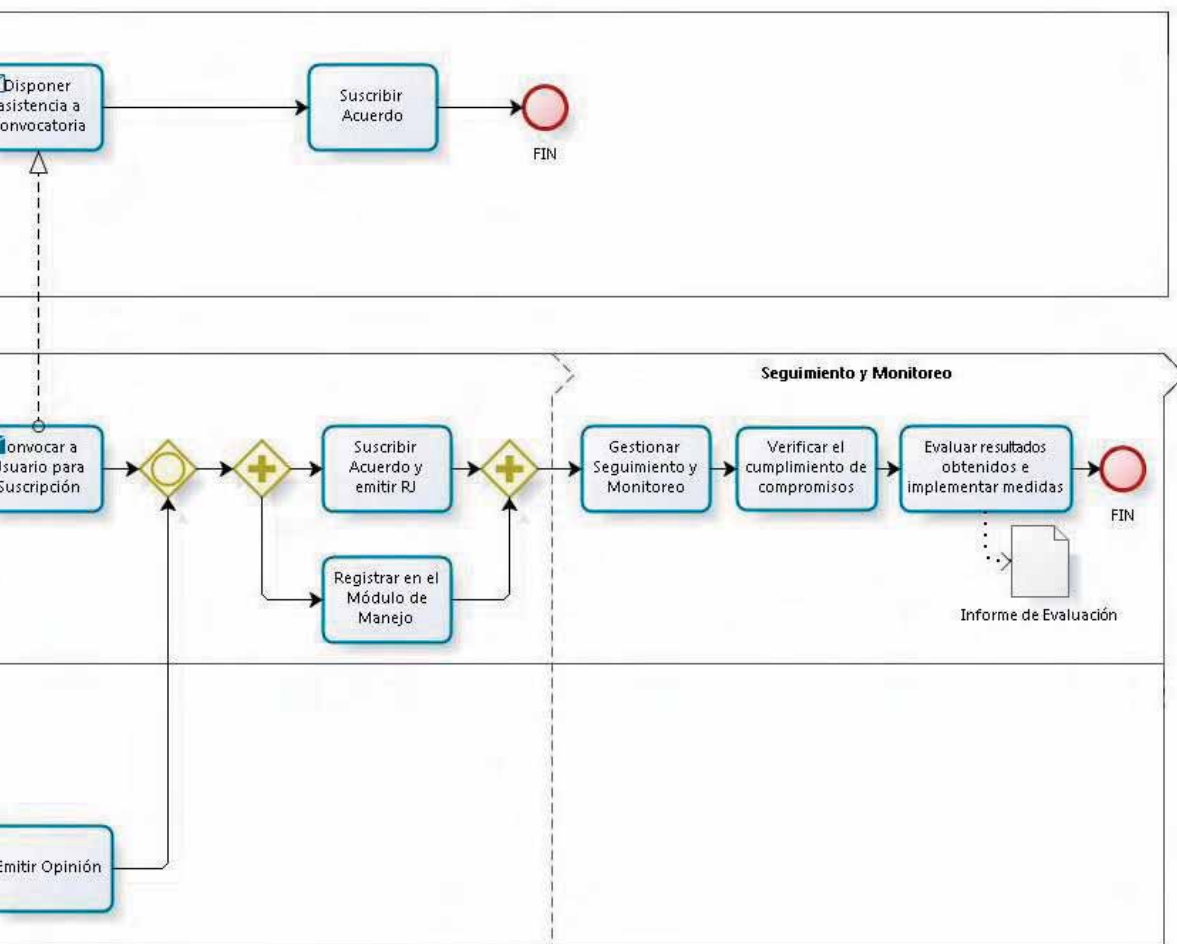 Disponer
asistencia a
onvocatoria
Suscribir
Acuerdo
FIN
Seguimiento y Monitoreo
onvocar a
Usuario para
Suscripción
Suscribir
Acuerdo y
emitir RJ
Gestionar
Seguimiento y
Monitoreo
Verificar el
cumplimiento de
compromisos
Evaluar resultados
obtenidos e
implementar medidas
FIN
Registrar en el
Módulo de
Manejo
Informe de Evaluación
Emitir Opinión